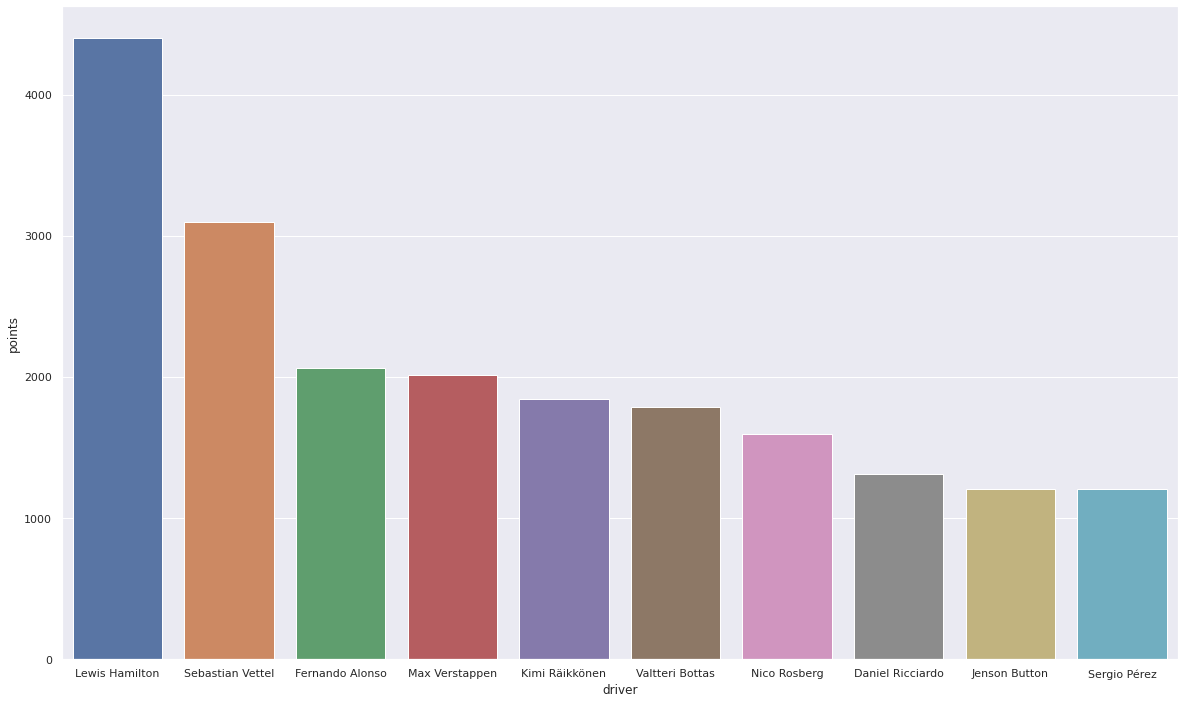 4000
3000
2000
1000
0
points
Lewis Hamilton
Sebastian Vettel
Fernando Alonso
Max Verstappen
Kimi Räikkönen
Valtteri Bottas
Nico Rosberg
Daniel Ricciardo
Jenson Button
Sergio Pérez
driver